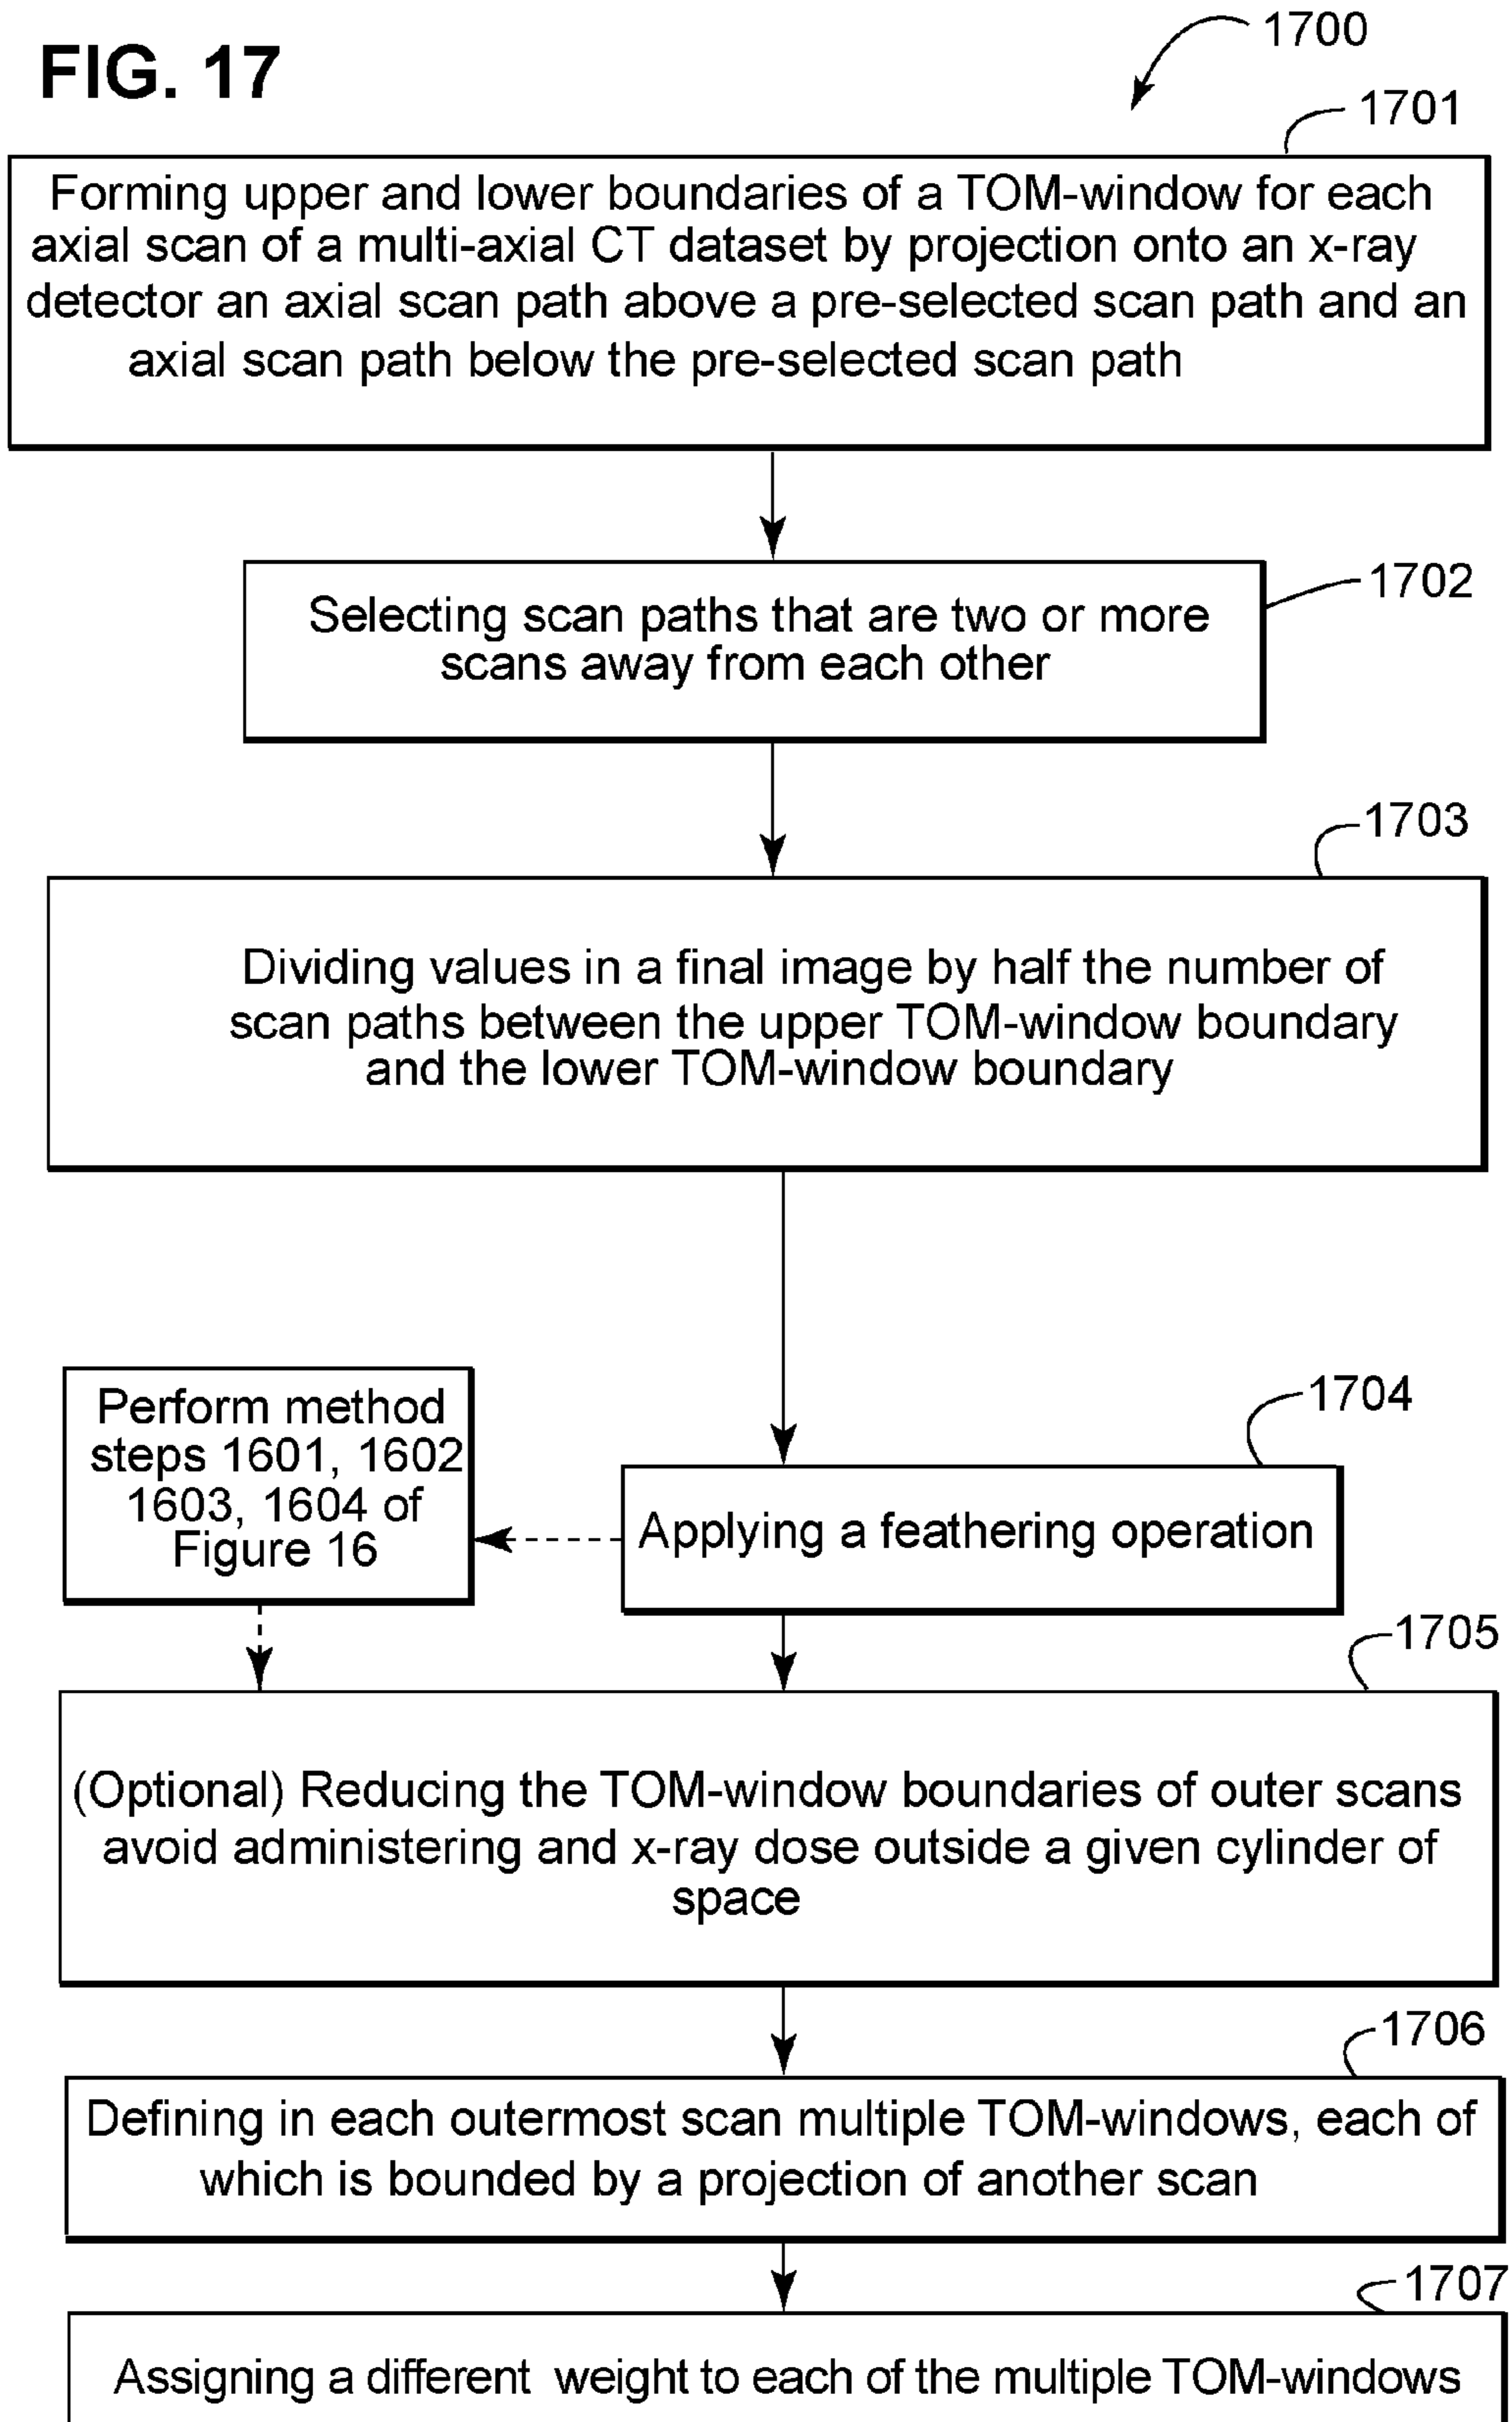 FIG. 17
1700
1701
Forming upper and lower boundaries of a TOM-window for each
axial scan of a multi-axial CT dataset by projection onto an x-ray
detector an axial scan path above a pre-selected scan path and an
axial scan path below the pre-selected scan path
1702
Selecting scan paths that are two or more
scans away from each other
1703
Dividing values in a final image by half the number of
scan paths between the upper TOM-window boundary
and the lower TOM-window boundary
Perform method
steps 1601, 1602
1603, 1604 of
Figure 16
1704
Applying a feathering operation
1705
(Optional) Reducing the TOM-window boundaries of outer scans
avoid administering and x-ray dose outside a given cylinder of
space
1706
Defining in each outermost scan multiple TOM-windows, each of
which is bounded by a projection of another scan
1707
Assigning a different weight to each of the multiple TOM-windows